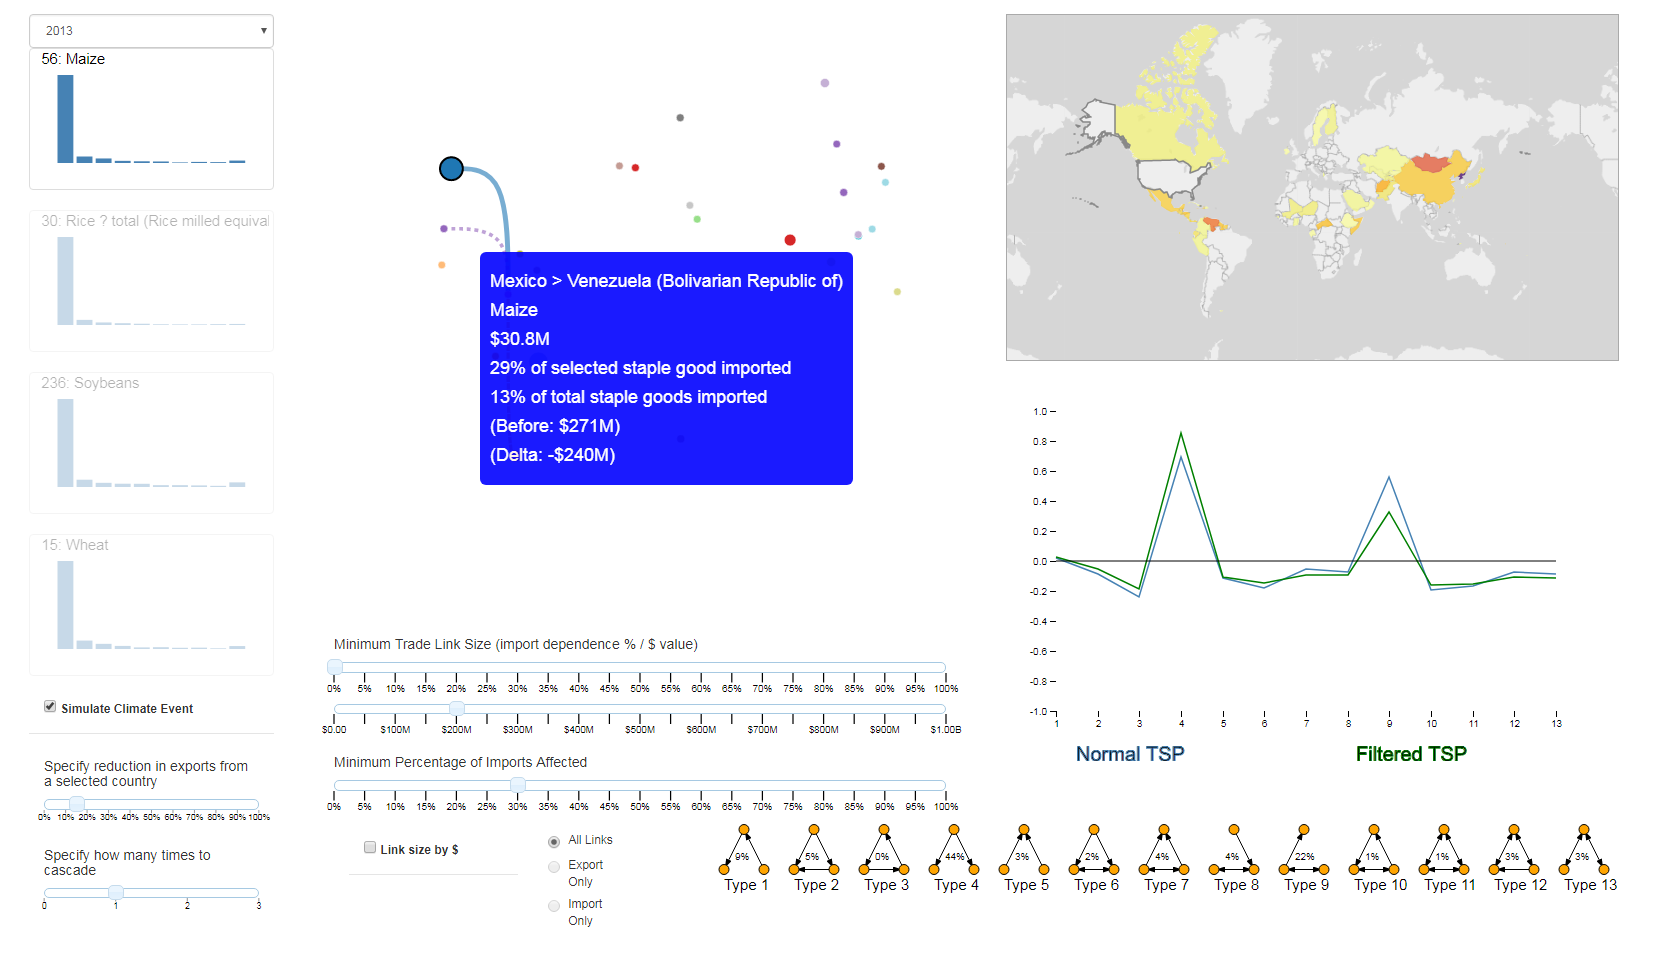 2013
56: Maize
30: Rice ? total (Rice milled equival
236: Soybeans
15: Wheat
Simulate Climate Event
Specify reduction in exports from
a selected country
0% 10% 20% 30% 40% 50% 60% 70% 80% 90% 100%
Specify how many times to
cascade
0 1 2 3
Mexico > Venezuela (Bolivarian Republic of)
Maize
$30.8M
29% of selected staple good imported
13% of total staple goods imported
(Before: $271M)
(Delta: -$240M)
Minimum Trade Link Size (import dependence % / $ value)
0% 5% 10% 15% 20% 25% 30% 35% 40% 45% 50% 55% 60% 65% 70% 75% 80% 85% 90% 95% 100%
$0.00 $100M $200M $300M $400M $500M $600M $700M $800M $900M $1.00B
Minimum Percentage of Imports Affected
0% 5% 10% 15% 20% 25% 30% 35% 40% 45% 50% 55% 60% 65% 70% 75% 80% 85% 90% 95% 100%
Link size by $
All Links
Export
Only
Import
Only
1.0
0.8
0.6
0.4
0.2
0.0
-0.2
-0.4
-0.6
-0.8
-1.0
1 2 3 4 5 6 7 8 9 10 11 12 13
Normal TSP Filtered TSP
9% 5% 0% 44% 3% 2% 4% 4% 22% 1% 1% 3% 3%
Type 1 Type 2 Type 3 Type 4 Type 5 Type 6 Type 7 Type 8 Type 9 Type 10 Type 11 Type 12 Type 13